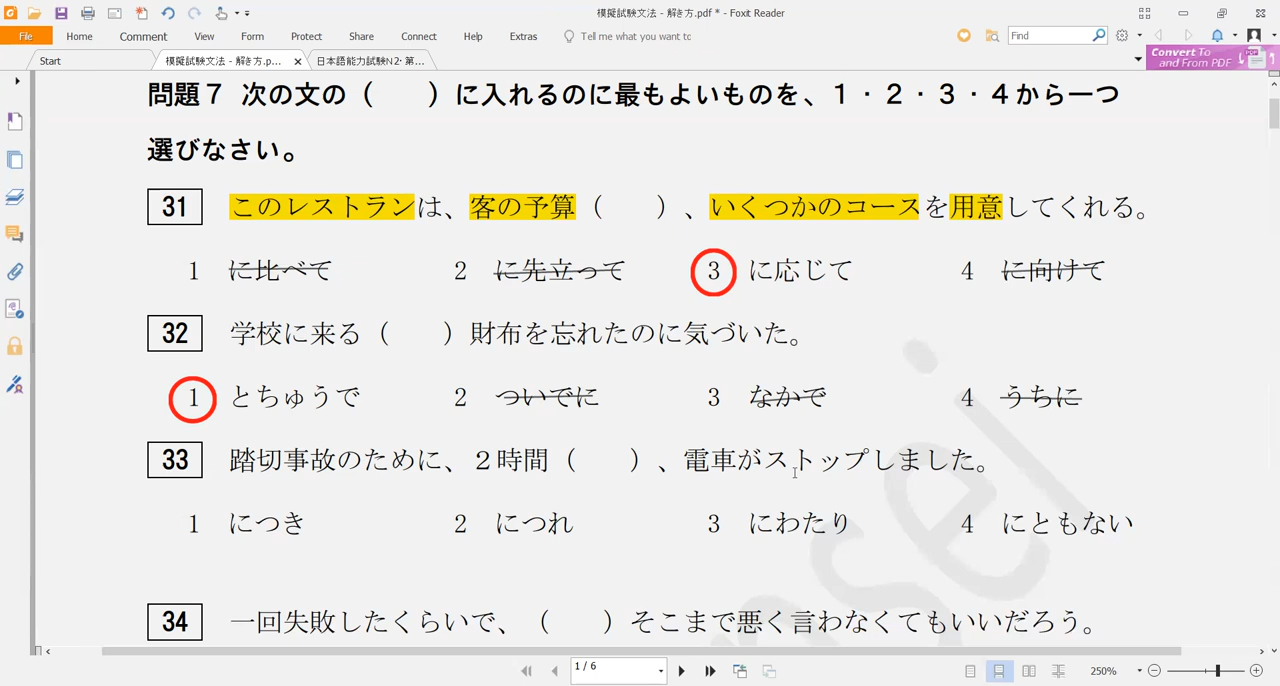 模擬試験文法 - 解き方.pdf * - Foxit Reader
File Home Comment View Form Protect Share Connect Help Extras Tell me what you want to Find
Start 模擬試験文法 - 解き方.p... 日本語能力試験N2・第...
Convert To
and From PDF
PDF
問題７ 次の文の（ ）に入れるのに最もよいものを、１・２・３・４から一つ
選びなさい。
31 このレストランは、客の予算（ ）、いくつかのコースを用意してくれる。
1 に比べて 2 に先立って 3 に応じて 4 に向けて
32 学校に来る（ ）財布を忘れたのに気づいた。
1 とちゅうで 2 ついでに 3 なかで 4 うちに
33 踏切事故のために、２時間（ ）、電車がストップしました。
1 につき 2 につれ 3 にわたり 4 にともない
34 一回失敗したくらいで、（ ）そこまで悪く言わなくてもいいだろう。
1 / 6
250%